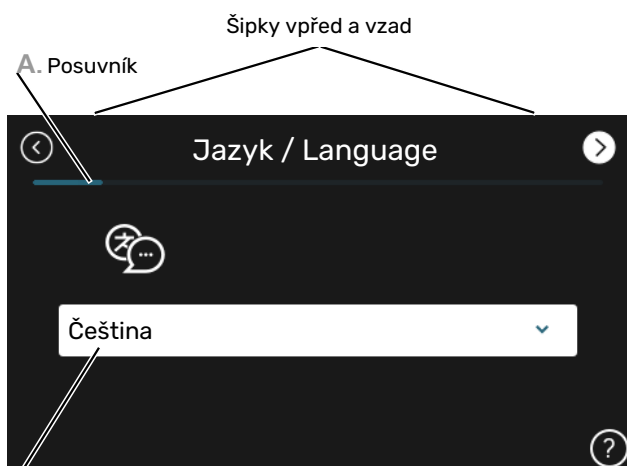 Šipky vpřed a vzad
A. Posuvník
Jazyk / Language
Čeština
?